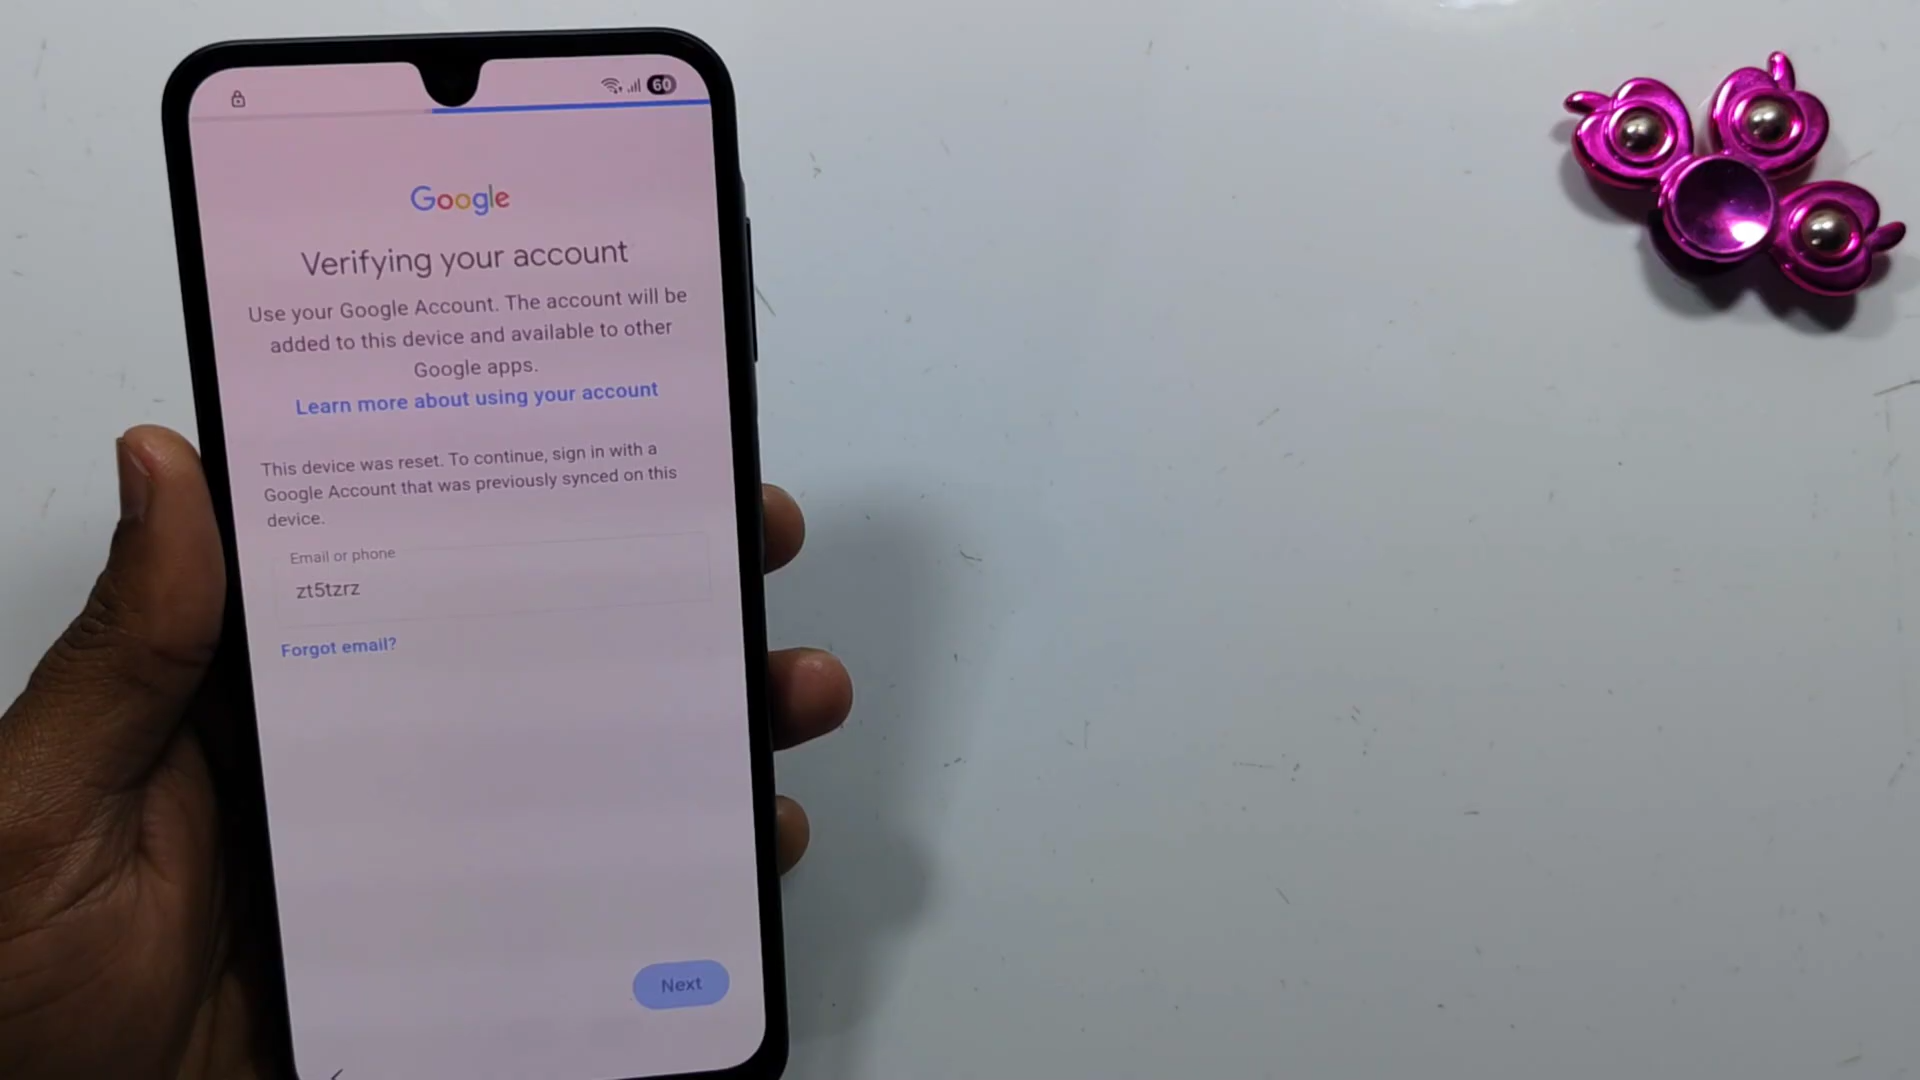 60
Google
Verifying your account
Use your Google Account. The account will be
added to this device and available to other
Google apps.
Learn more about using your account
This device was reset. To continue, sign in with a
Google Account that was previously synced on this
device.
Email or phone
zt5tzrz
Forgot email?
Next